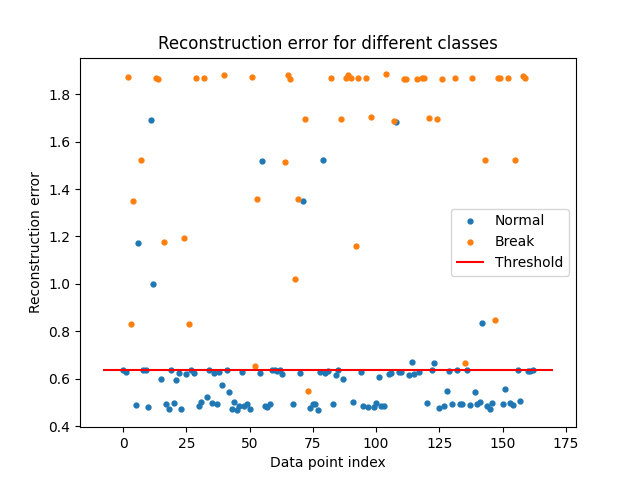 Reconstruction error for different classes
Reconstruction error
1.8
1.6
1.4
1.2
1.0
0.8
0.6
0.4
Normal
Break
Threshold
0 25 50 75 100 125 150 175
Data point index